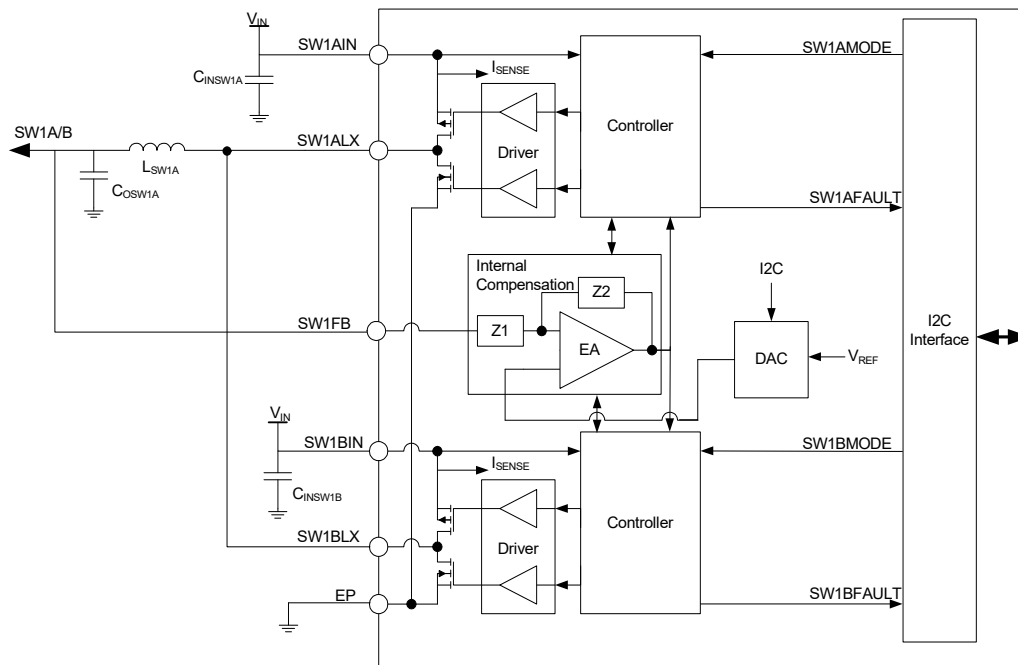 VIN
SW1AIN
SW1AMODE
ISENSE
CINSW1A
Controller
SW1A/B
SW1ALX
Driver
LSW1A
COSW1A
SW1AFAULT
Internal
Compensation
Z2
I2C
SW1FB
Z1
EA
DAC
VREF
I2C
Interface
VIN
SW1BIN
SW1BMODE
ISENSE
CINSW1B
Controller
SW1BLX
Driver
EP
SW1BFAULT